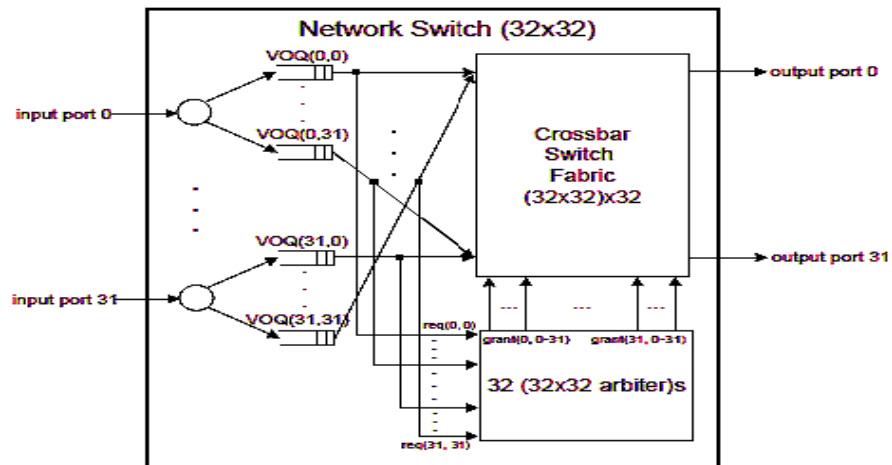 Network Switch (32x32)
VOQ(0,0)
input port 0
VOQ(0,31)
VOQ(31,0)
input port 31
VOQ(31,31)
Crossbar
Switch
Fabric
(32x32)x32
output port 0
output port 31
req(0, 0)
grant(0, 0-31)
grant(31, 0-31)
32 (32x32 arbiter)s
req(31, 31)